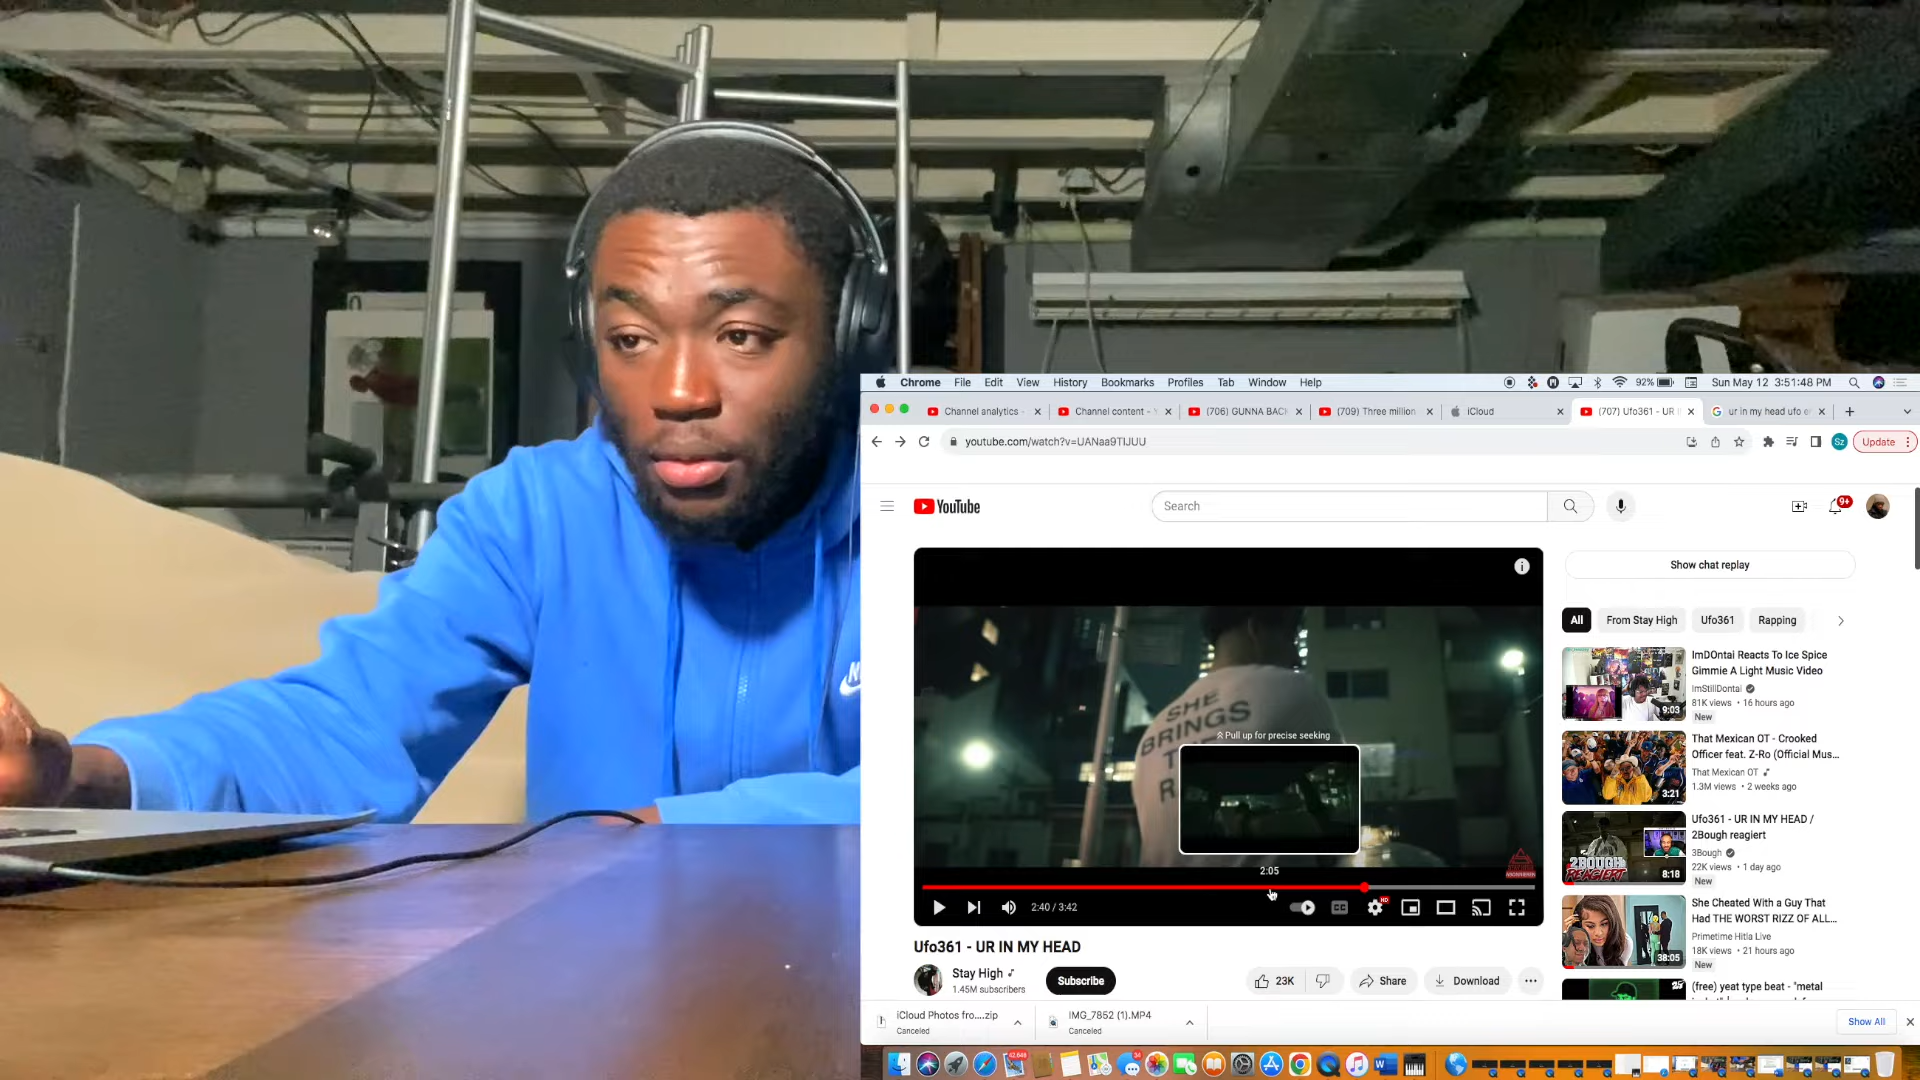 Chrome File Edit View History Bookmarks Profiles Tab Window Help
92% Sun May 12 3:51:48 PM
Channel analytics -
Channel content -
(706) GUNNA BAC
(709) Three million
iCloud
(707) Ufo361 - UR I
ur in my head ufo e
youtube.com/watch?v=UANaa9TIJUU
Sz
Update
YouTube
Search
9+
SHE
BRINGS
Pull up for precise seeking
2:05
2:40 / 3:42
CC
HD
Ufo361 - UR IN MY HEAD
Stay High
1.45M subscribers
Subscribe
23K
Share
Download
Show chat replay
All
From Stay High
Ufo361
Rapping
ImDOntai Reacts To Ice Spice
Gimmie A Light Music Video
ImStillDontai
81K views • 16 hours ago
New
9:03
That Mexican OT - Crooked
Officer feat. Z-Ro (Official Mus...
That Mexican OT
1.3M views • 2 weeks ago
3:21
Ufo361 - UR IN MY HEAD /
2Bough reagiert
3Bough
22K views • 1 day ago
New
2BOUGH
REAGIERT
8:18
She Cheated With a Guy That
Had THE WORST RIZZ OF ALL...
Primetime Hitla Live
18K views • 21 hours ago
New
38:05
(free) yeat type beat - "metal
iCloud Photos fro....zip
Canceled
IMG_7852 (1).MP4
Canceled
Show All